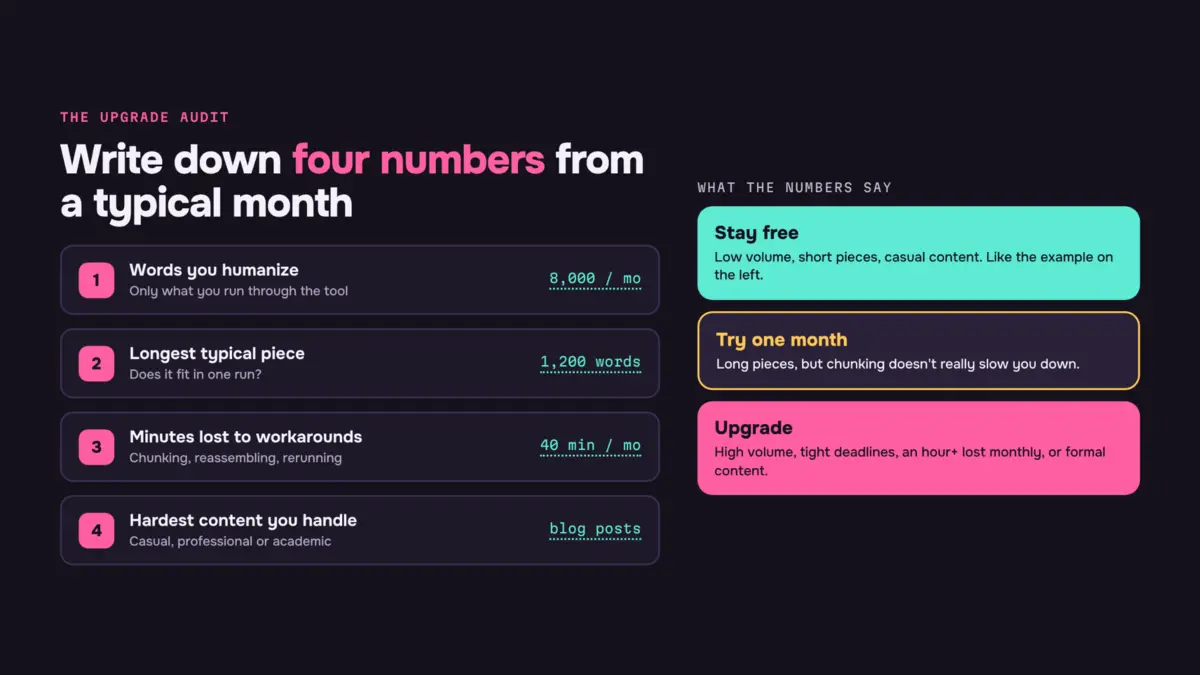 THE UPGRADE AUDIT
Write down four numbers from
a typical month
1
Words you humanize
Only what you run through the tool
8,000 / mo
2
Longest typical piece
Does it fit in one run?
1,200 words
3
Minutes lost to workarounds
Chunking, reassembling, rerunning
40 min / mo
4
Hardest content you handle
Casual, professional or academic
blog posts
WHAT THE NUMBERS SAY
Stay free
Low volume, short pieces, casual content. Like the example on
the left.
Try one month
Long pieces, but chunking doesn't really slow you down.
Upgrade
High volume, tight deadlines, an hour+ lost monthly, or formal
content.